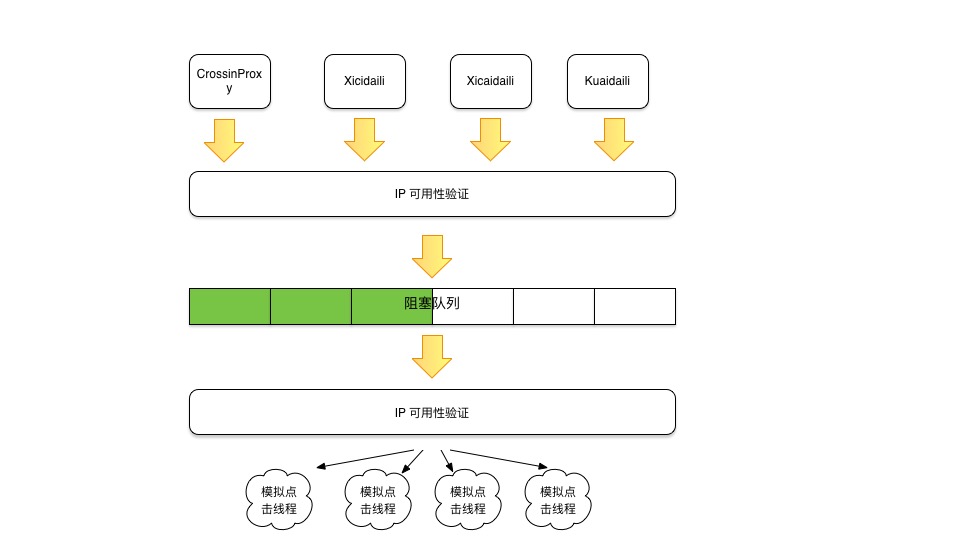 CrossinProx
y
Xicidaili
Xicaidaili
Kuaidaili
IP 可用性验证
阻塞队列
IP 可用性验证
模拟点
击线程
模拟点
击线程
模拟点
击线程
模拟点
击线程